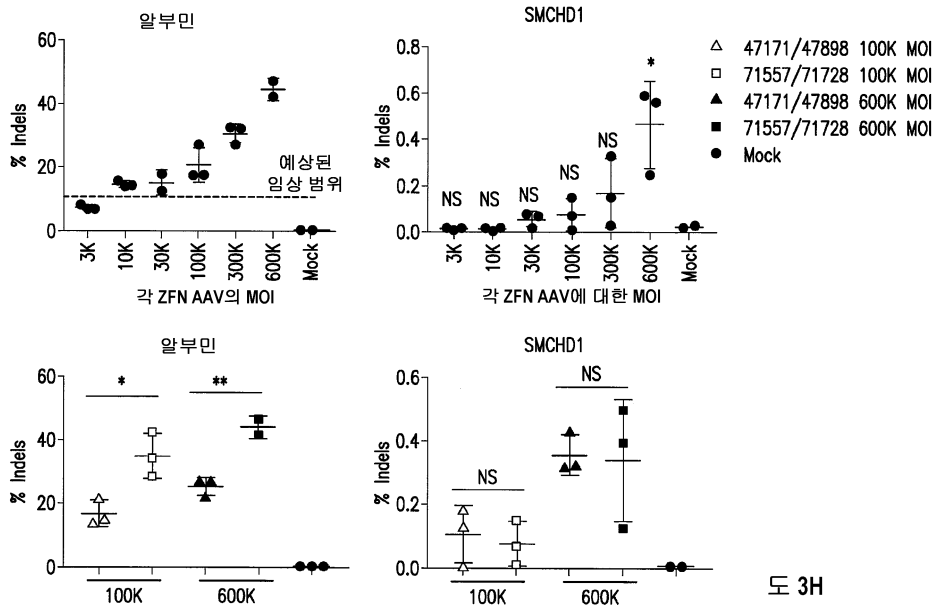 알부민
% Indels
60
40
20
0
예상된
임상 범위
3K
10K
30K
100K
300K
600K
Mock
각 ZFN AAV의 MOI
SMCHD1
% Indels
0.8
0.6
0.4
0.2
0.0
NS
NS
NS
NS
NS
*
3K
10K
30K
100K
300K
600K
Mock
각 ZFN AAV에 대한 MOI
△ 47171/47898 100K MOI
□ 71557/71728 100K MOI
▲ 47171/47898 600K MOI
■ 71557/71728 600K MOI
● Mock
알부민
% Indels
60
40
20
0
*
**
100K
600K
SMCHD1
% Indels
0.6
0.4
0.2
0.0
NS
NS
100K
600K
도 3H